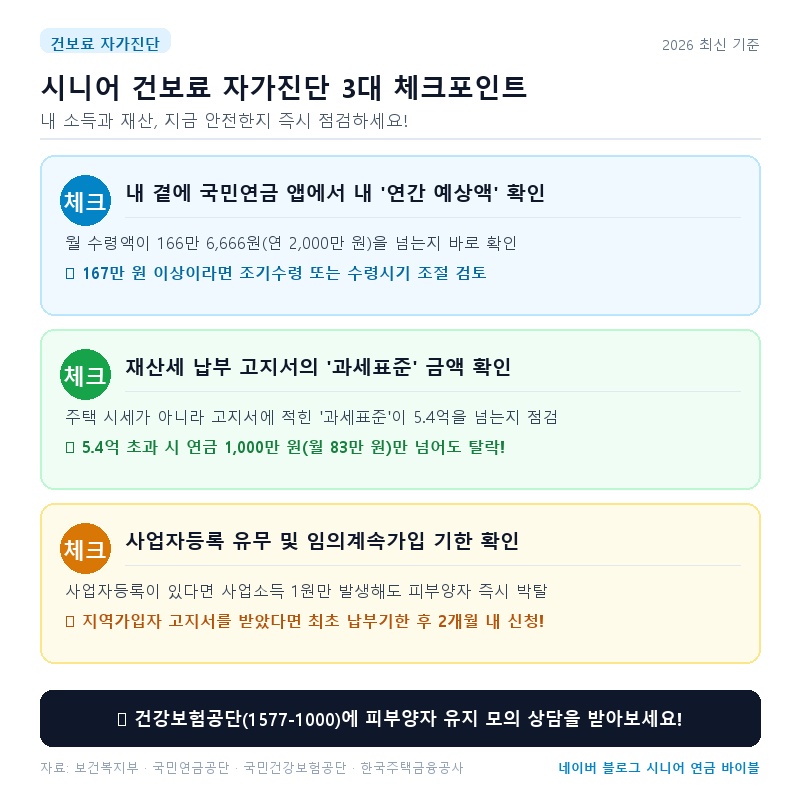 건보료 자가진단
2026 최신 기준
시니어 건보료 자가진단 3대 체크포인트
내 소득과 재산, 지금 안전한지 즉시 점검하세요!
체크
내 곁에 국민연금 앱에서 내 '연간 예상액' 확인
월 수령액이 166만 6,666원(연 2,000만 원)을 넘는지 바로 확인
▯ 167만 원 이상이라면 조기수령 또는 수령시기 조절 검토
체크
재산세 납부 고지서의 '과세표준' 금액 확인
주택 시세가 아니라 고지서에 적힌 '과세표준'이 5.4억을 넘는지 점검
▯ 5.4억 초과 시 연금 1,000만 원(월 83만 원)만 넘어도 탈락!
체크
사업자등록 유무 및 임의계속가입 기한 확인
사업자등록이 있다면 사업소득 1원만 발생해도 피부양자 즉시 박탈
▯ 지역가입자 고지서를 받았다면 최초 납부기한 후 2개월 내 신청!
▯ 건강보험공단(1577-1000)에 피부양자 유지 모의 상담을 받아보세요!
자료: 보건복지부 · 국민연금공단 · 국민건강보험공단 · 한국주택금융공사
네이버 블로그 시니어 연금 바이블